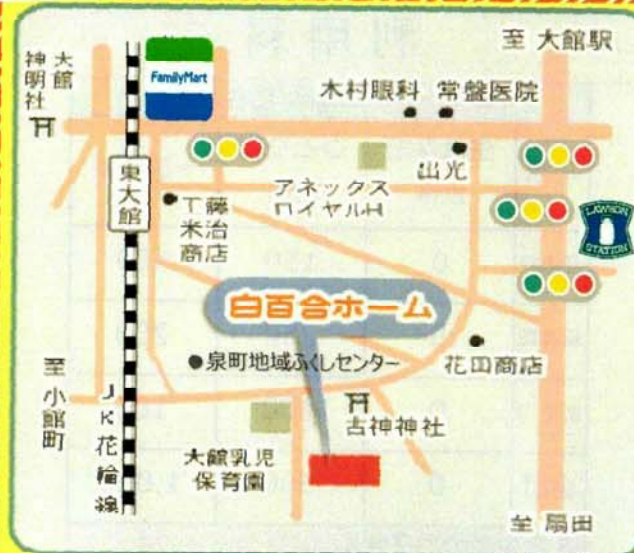 至 大館駅
大館
神明社
FamilyMart
木村眼科 常盤医院
出光
東大館
アネックス
ロイヤルH
工藤
米治
商店
LAWSON
STATION
白百合ホーム
●泉町地域ふくしセンター
花田商店
至
小館町
JR花輪線
古神神社
大館乳児
保育園
至 扇田